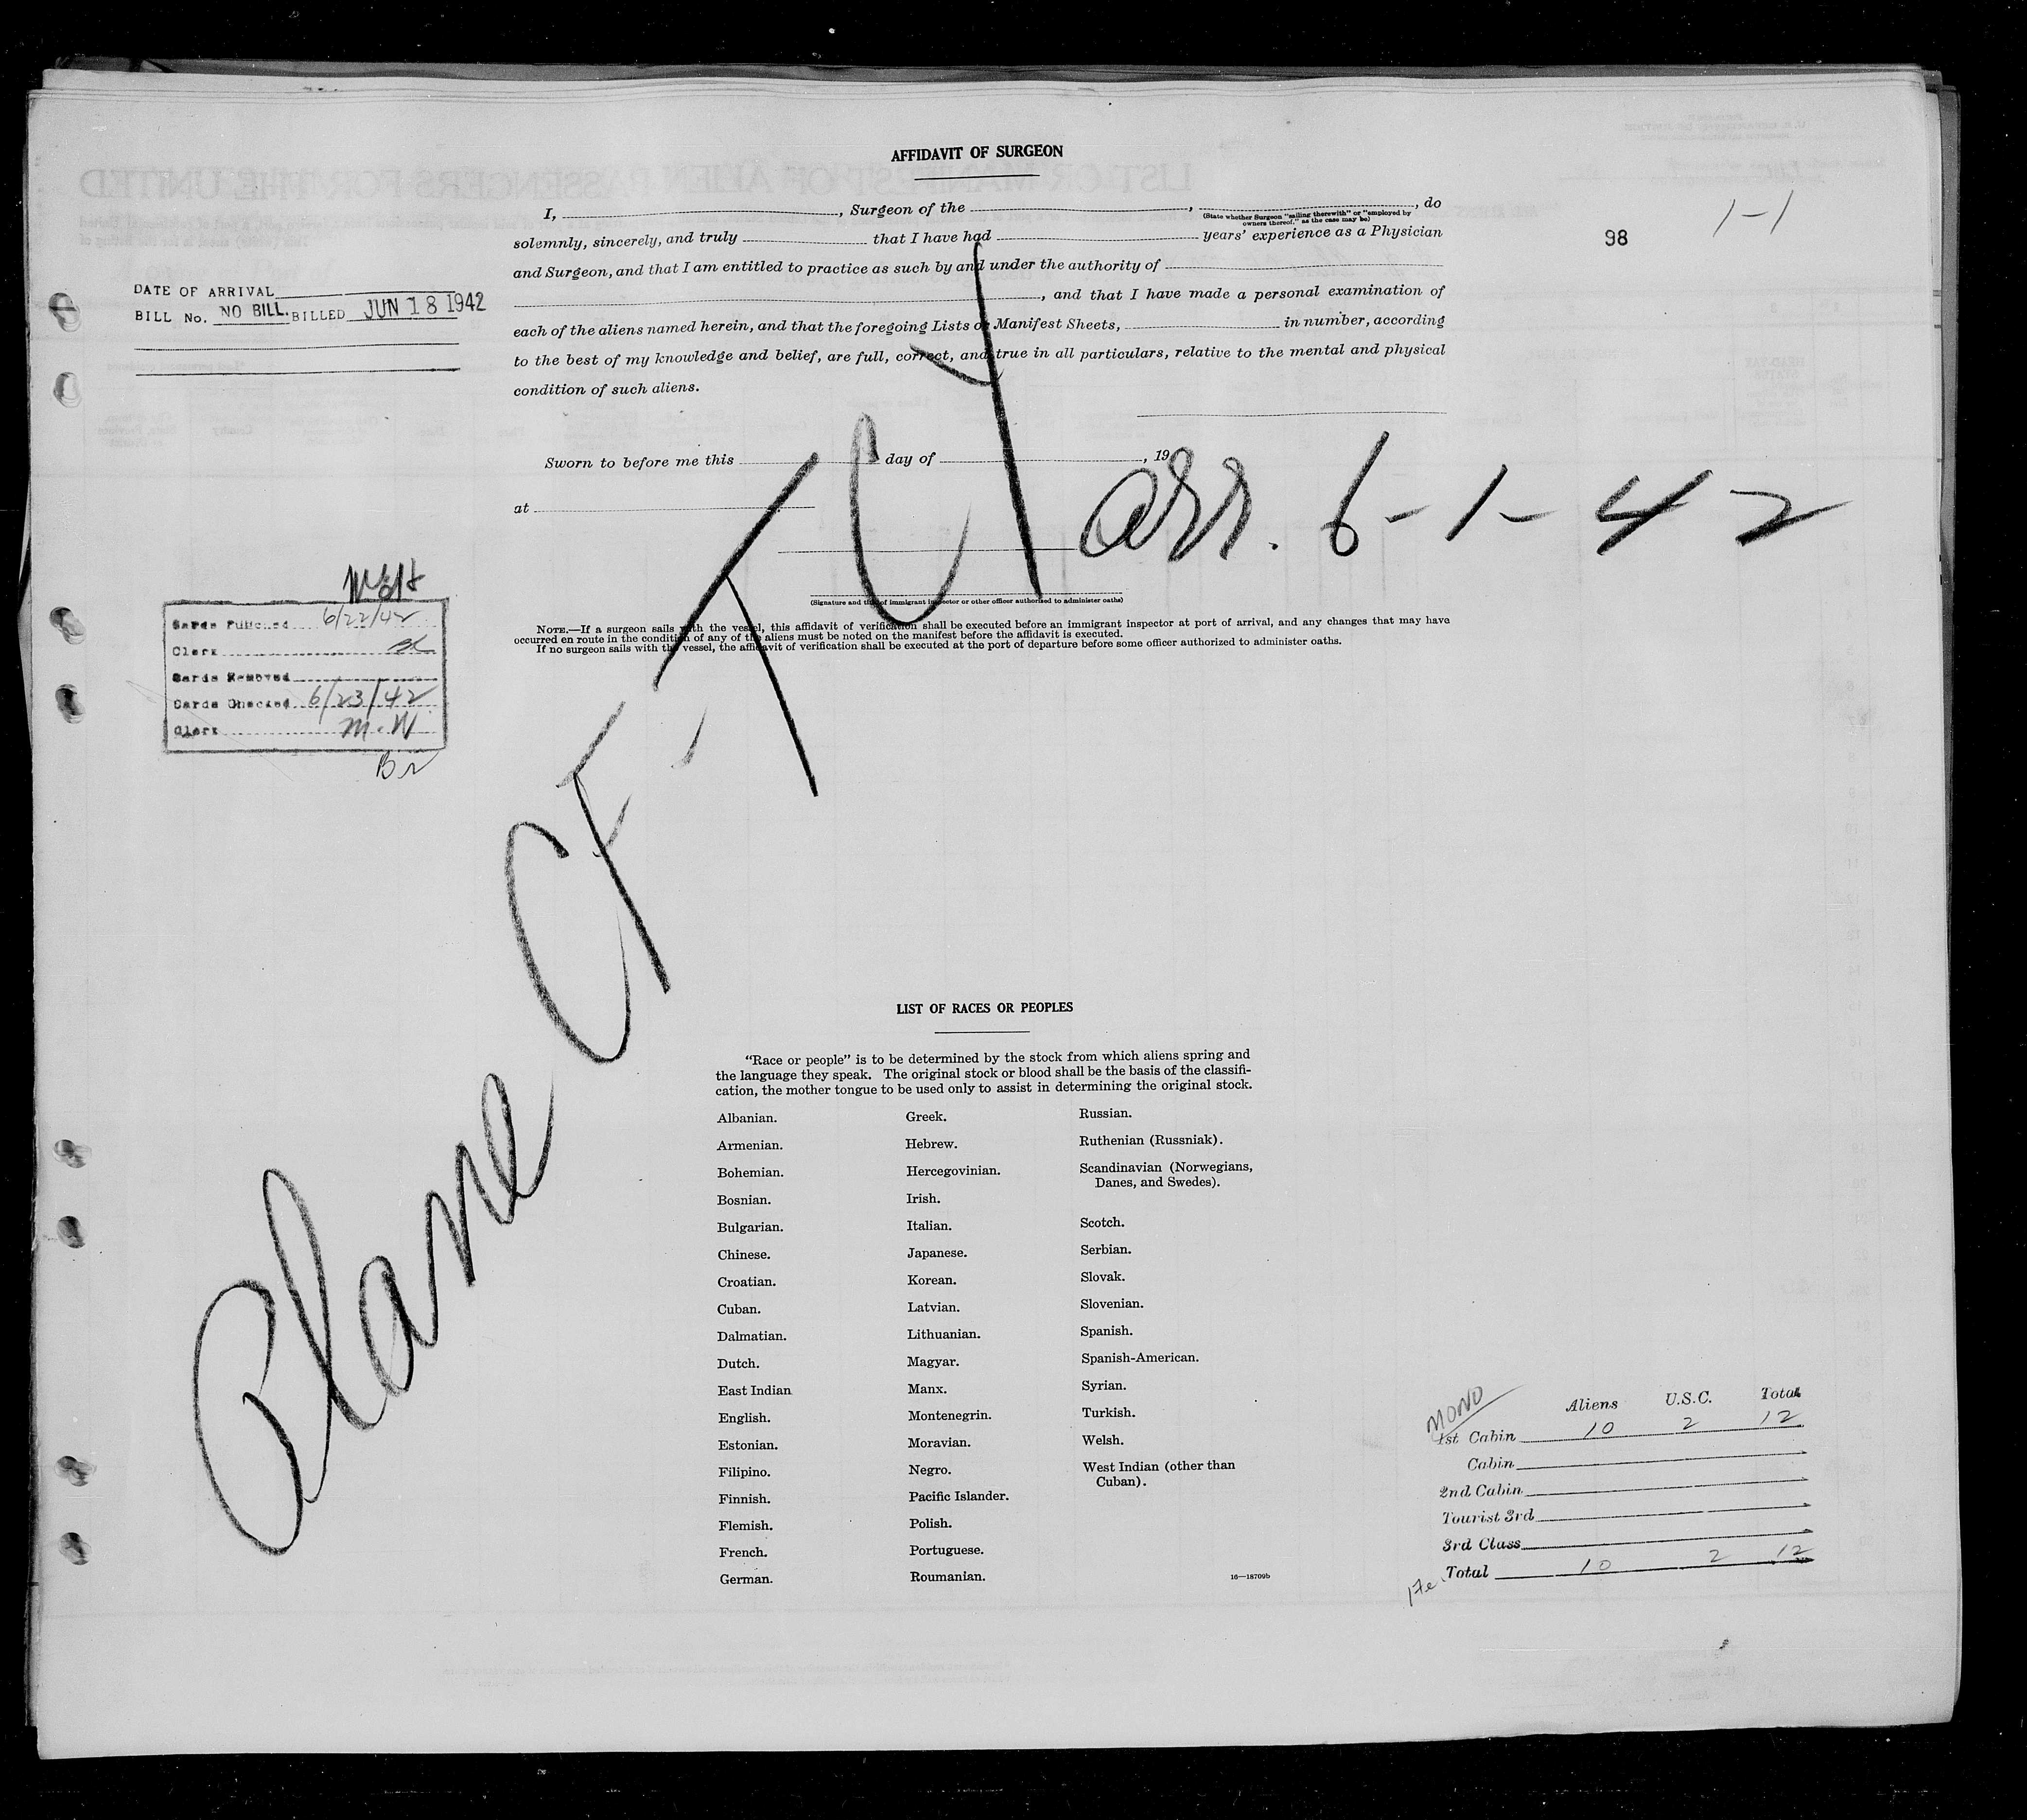 AFFIDAVIT OF SURGEON
I, , Surgeon of the , , do
(State whether Surgeon "sailing therewith" or "employed by
owners thereof," as the case may be)
solemnly, sincerely, and truly that I have had years' experience as a Physician
and Surgeon, and that I am entitled to practice as such by and under the authority of
, and that I have made a personal examination of
each of the aliens named herein, and that the foregoing Lists or Manifest Sheets, in number, according
to the best of my knowledge and belief, are full, correct, and true in all particulars, relative to the mental and physical
condition of such aliens.
Sworn to before me this day of , 19
at
(Signature and title of immigrant inspector or other officer authorized to administer oaths)
NOTE.—If a surgeon sails with the vessel, this affidavit of verification shall be executed before an immigrant inspector at port of arrival, and any changes that may have
occurred en route in the condition of any of the aliens must be noted on the manifest before the affidavit is executed.
If no surgeon sails with the vessel, the affidavit of verification shall be executed at the port of departure before some officer authorized to administer oaths.
98
1-1
DATE OF ARRIVAL
BILL No. NO BILL. BILLED JUN 18 1942
Cards Punched 6/22/42
Clerk
Cards Removed
Cards Checked 6/23/42
Clerk M.W
Plane CF-TCY arr. 6-1-42
LIST OF RACES OR PEOPLES
"Race or people" is to be determined by the stock from which aliens spring and
the language they speak. The original stock or blood shall be the basis of the classifi-
cation, the mother tongue to be used only to assist in determining the original stock.
Albanian.
Armenian.
Bohemian.
Bosnian.
Bulgarian.
Chinese.
Croatian.
Cuban.
Dalmatian.
Dutch.
East Indian
English.
Estonian.
Filipino.
Finnish.
Flemish.
French.
German.
Greek.
Hebrew.
Hercegovinian.
Irish.
Italian.
Japanese.
Korean.
Latvian.
Lithuanian.
Magyar.
Manx.
Montenegrin.
Moravian.
Negro.
Pacific Islander.
Polish.
Portuguese.
Roumanian.
Russian.
Ruthenian (Russniak).
Scandinavian (Norwegians,
Danes, and Swedes).
Scotch.
Serbian.
Slovak.
Slovenian.
Spanish.
Spanish-American.
Syrian.
Turkish.
Welsh.
West Indian (other than
Cuban).
16—18709b
MONO
Aliens U.S.C. Total
1st Cabin 10 2 12
Cabin
2nd Cabin
Tourist 3rd
3rd Class
Total 10 2 12